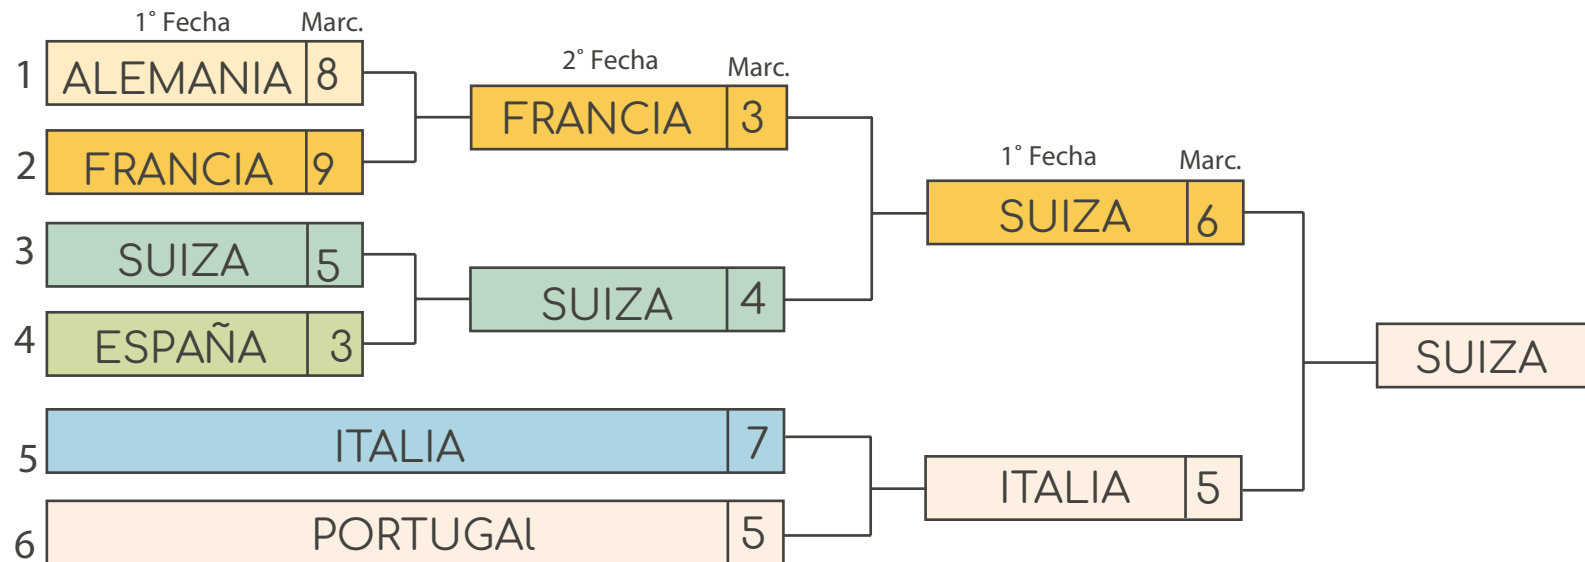 1° Fecha Marc.
1 ALEMANIA 8
2 FRANCIA 9
3 SUIZA 5
4 ESPAÑA 3
5 ITALIA 7
6 PORTUGAl 5
2° Fecha Marc.
FRANCIA 3
SUIZA 4
1° Fecha Marc.
SUIZA 6
ITALIA 5
SUIZA